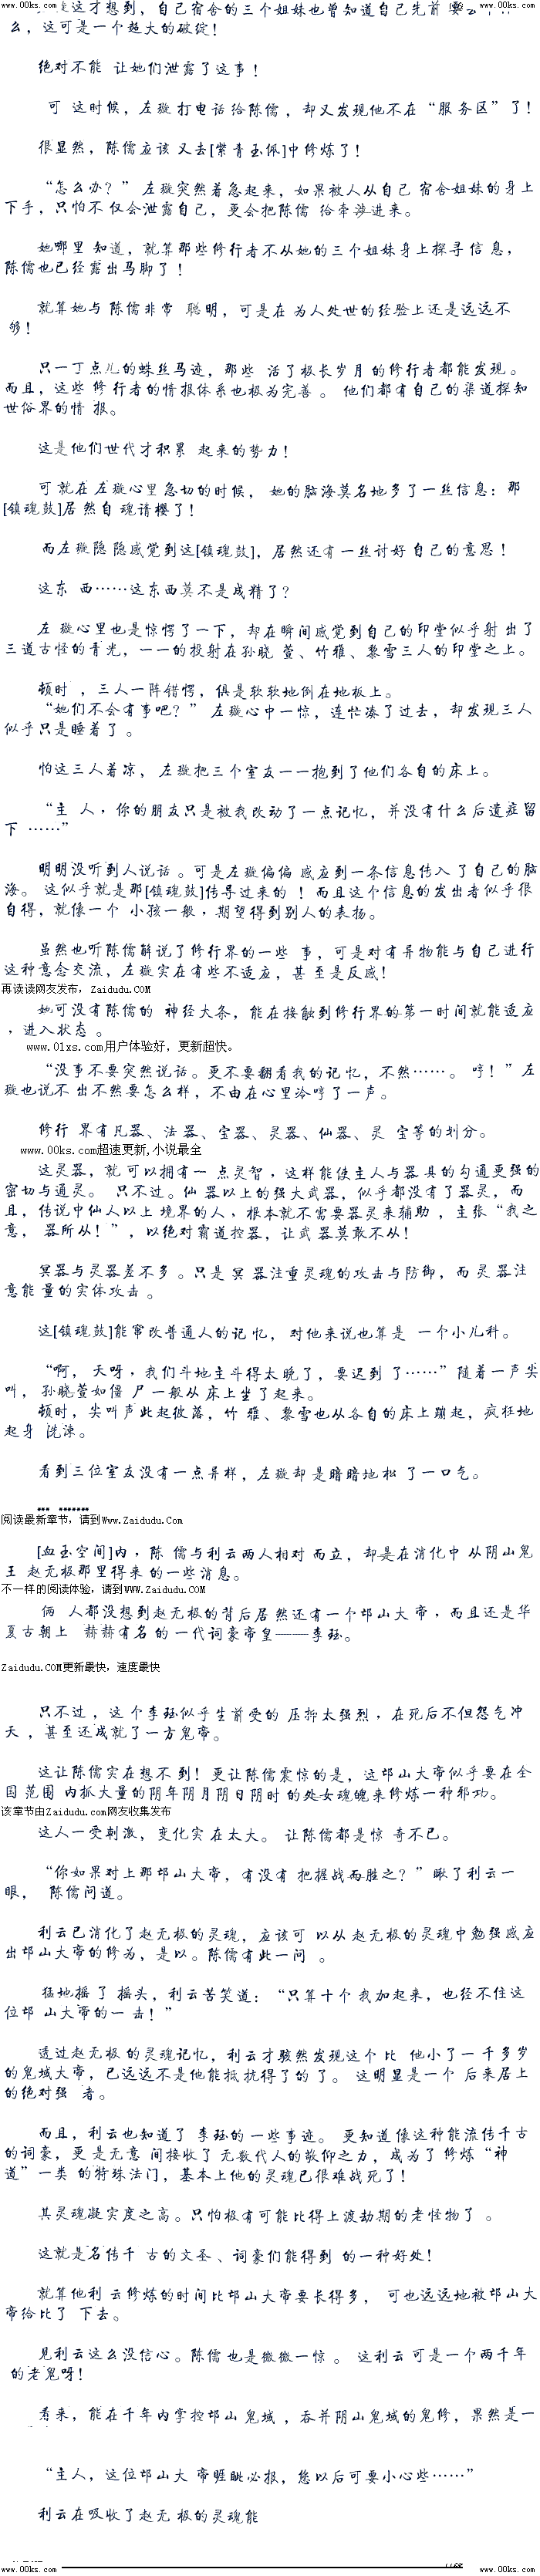 www.00ks.com www.00ks.com
这才想到，自己宿舍的三个姐妹也曾知道自己先前
么，这可是一个超大的破绽！
绝对不能 让她们泄露了这事！
可 这时候，左璇打电话给陈儒，却又发现他不在“服务区”了！
很显然，陈儒应该又去[紫青玉佩]中修炼了！
“怎么办？” 左璇突然着急起来，如果被人从自己 宿舍姐妹的身上
下手，只怕不仅会泄露自己，更会把陈儒 给牵涉进来。
她哪里 知道，就算那些修行者不从她的三个姐妹身上探寻信息，
陈儒也已经露出马脚了！
就算她与 陈儒非常 聪明，可是在为人处世的经验上还是远远不
够！
只一丁点儿的蛛丝马迹，那些 活了极长岁月的修行者都能发现。
而且，这些 修行者的情报体系也极为完善 。 他们都有自己的渠道探知
世俗界的情 报。
这是他们世代才积累 起来的势力！
可就在左璇心里急切的时候， 她的脑海莫名地多了一丝信息：那
[镇魂鼓]居 然自 魂请樱了！
而左璇隐 隐感觉到这[镇魂鼓]，居然还有一丝讨好自己的意思！
这东 西……这东西莫不是成精了？
左 璇心里也是惊愕了一下，却在瞬间感觉到自己的印堂似乎射 出了
三道古怪的青光，一一的投射在孙晓 萱、竹雅、黎雪三人的印堂之上。
顿时 ，三人一阵错愕，俱是软软地倒在地板上。
“她们不会有事吧？” 左璇心中一惊，连忙凑了过去，却发现三人
似乎只是睡着了 。
怕这三人着凉， 左璇把三个室友一一抱到了他们各自的床上。
“主 人，你的朋友只是被我改动了一点记忆，并没有什么后遗症留
下 ……”
明明没听到人说话 。可是左璇偏偏 感应到一条信息传入 了自己的脑
海。 这似乎就是那[镇魂鼓]传导过来的 ！而且这个信息的发出者似乎很
自得，就像一个 小孩一般，期望得到别人的表扬。
虽然也听陈儒解说了修行界的一些 事，可是对有异物能与自己进行
这种意念交流，左璇实在有些不适应，甚 至是反感！
再读读网友发布，Zaidudu.COM
她可没有陈儒的 神经大条，能在接触到修行界的第一时间就能适应
，进入状态 。
www.01xs.com用户体验好，更新超快。
“没事不要突然说话。更不要翻看我的记忆，不然……。 哼！”左
璇也说不 出不然要怎么样，不由在心里冷哼了一声。
修行 界有凡器、法器、宝器、灵器、仙器、灵 宝等的划分。
www.00ks.com超速更新,小说最全
这灵器，就 可以拥有一 点灵智，这样能使主人与器 具的勾通更强的
密切与通灵。 只不过。仙 器以上的强大武器，似乎都没有了器灵，而
且，传说中仙人以上 境界的人，根本就不需要器灵来辅助 ，主张“我之
意， 器所从！”，以绝对霸道控器，让武 器莫敢不从！
冥器与灵器差不多 。只是 冥 器注重灵魂的攻击与防御，而 灵 器注
意能 量的实体攻击 。
这[镇魂鼓]能窜改普通人的记 忆， 对他来说也算是 一个小儿科。
“啊， 天呀，我们斗地主斗得太晚了，要迟到 了……”随着一声尖
叫， 孙晓萱如僵 尸 一般从 床上坐了起来。
顿时，尖叫声此起彼落，竹 雅、黎雪也从各自的床上蹦起，疯狂地
起身 洗涑。
看到三位室友没有一点异样，左璇却是暗暗地松 了一口气。
*** *******
阅读最新章节，请到Www.Zaidudu.Com
[血玉空间]内，陈 儒与利云两人相对 而立，却是在消化中 从阴山鬼
王 赵无极那里得来 的一些消息。
不一样的阅读体验，请到WWW.Zaidudu.COM
俩 人都没想到赵无极的背后居 然还有一个邙山大 帝，而且还是华
夏古朝上 赫赫有名 的 一代词豪帝皇——李珏。
Zaidudu.COM更新最快，速度最快
只不过 ，这 个李珏似乎生前受的 压抑太强烈，在死后不但怨气冲
天 ，甚至还成就了一方鬼帝。
这让陈儒实在想不 到！更让陈儒震惊的是，这邙山大帝似乎要在全
国 范围 内抓大量的阴年阴月阴日阴时 的处女魂魄来修炼一种邪功。
该章节由Zaidudu.com网友收集发布
这人一受刺激，变化实 在太大。 让陈儒都是惊 奇不已。
“你如果对上那邙山大帝，有没有 把握战而胜之？”瞅了利云一
眼， 陈儒问道。
利云已消化了赵无极的灵魂，应该可 以从 赵无极的灵魂中勉强感应
出邙山大帝的修为，是以。陈儒有此一问 。
猛地摇 了 摇头，利云苦笑道：“只算十个 我加起来，也经不住这
位邙 山大帝的一 击！”
透过赵无极 的灵魂记忆，利云才骇然发现这个 比 他小了一千多岁
的鬼域大帝，已远远不是他能抵抗得了的 了。 这明显是一个 后来居上
的绝对强 者。
而且，利云也知道了 李珏的 一些事迹。 更知道像这种能流传千古
的词豪，更是无意 间接收了 无数代人的敬仰之力，成为了 修炼“神
道”一类 的特殊法门，基本上他的灵魂已很难战死了！
其灵魂凝实度之高。只怕极有可能比得上渡劫期的老怪物了 。
这就是名传千 古的文圣、词豪们能得到 的一种好处！
就算他利 云修炼的时间比邙山大帝要长得多， 可也远远地被邙山大
帝给比了 下去。
见利云这么没信心。陈儒 也是微微一惊 。 这利云 可是一个两千年
的老鬼呀！
看来，能在千年内掌控邙山 鬼域 ，吞并阴山鬼域的鬼修，果然是一
“主人，这位邙山大 帝睚眦必报，您以后可要小心些……”
利云在吸收了赵无 极的灵魂能
www.00ks.com www.00ks.com